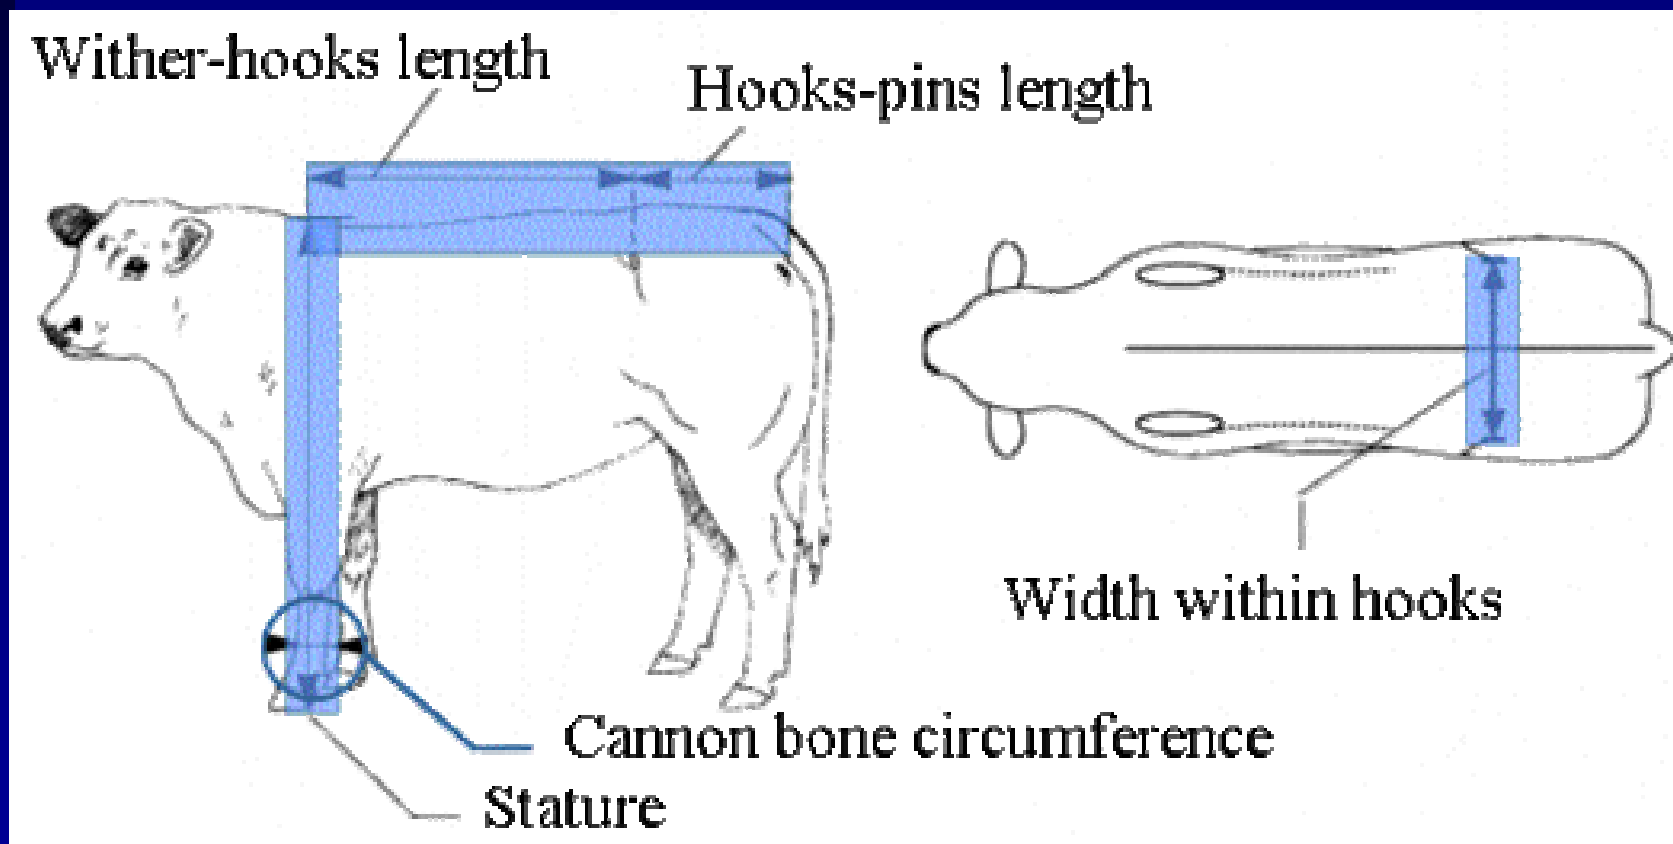 Wither-hooks length
Hooks-pins length
Width within hooks
Cannon bone circumference
Stature